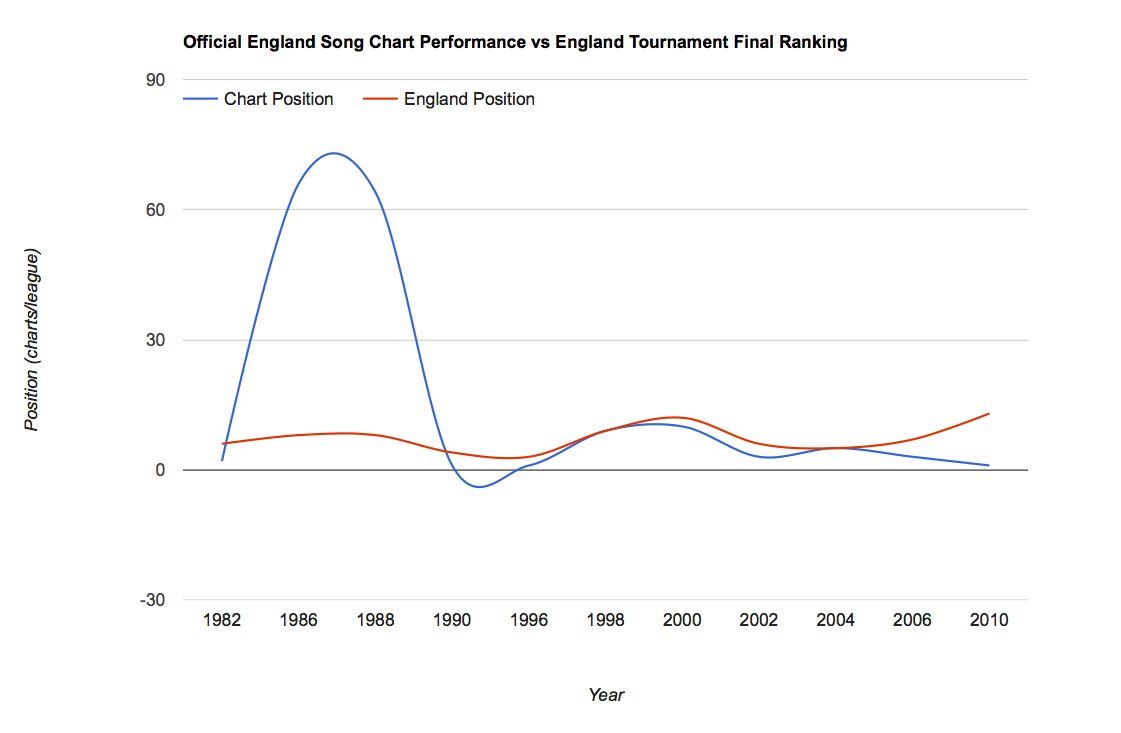 Official England Song Chart Performance vs England Tournament Final Ranking
90
Chart Position England Position
60
30
0
-30
Position (charts/league)
1982 1986 1988 1990 1996 1998 2000 2002 2004 2006 2010
Year